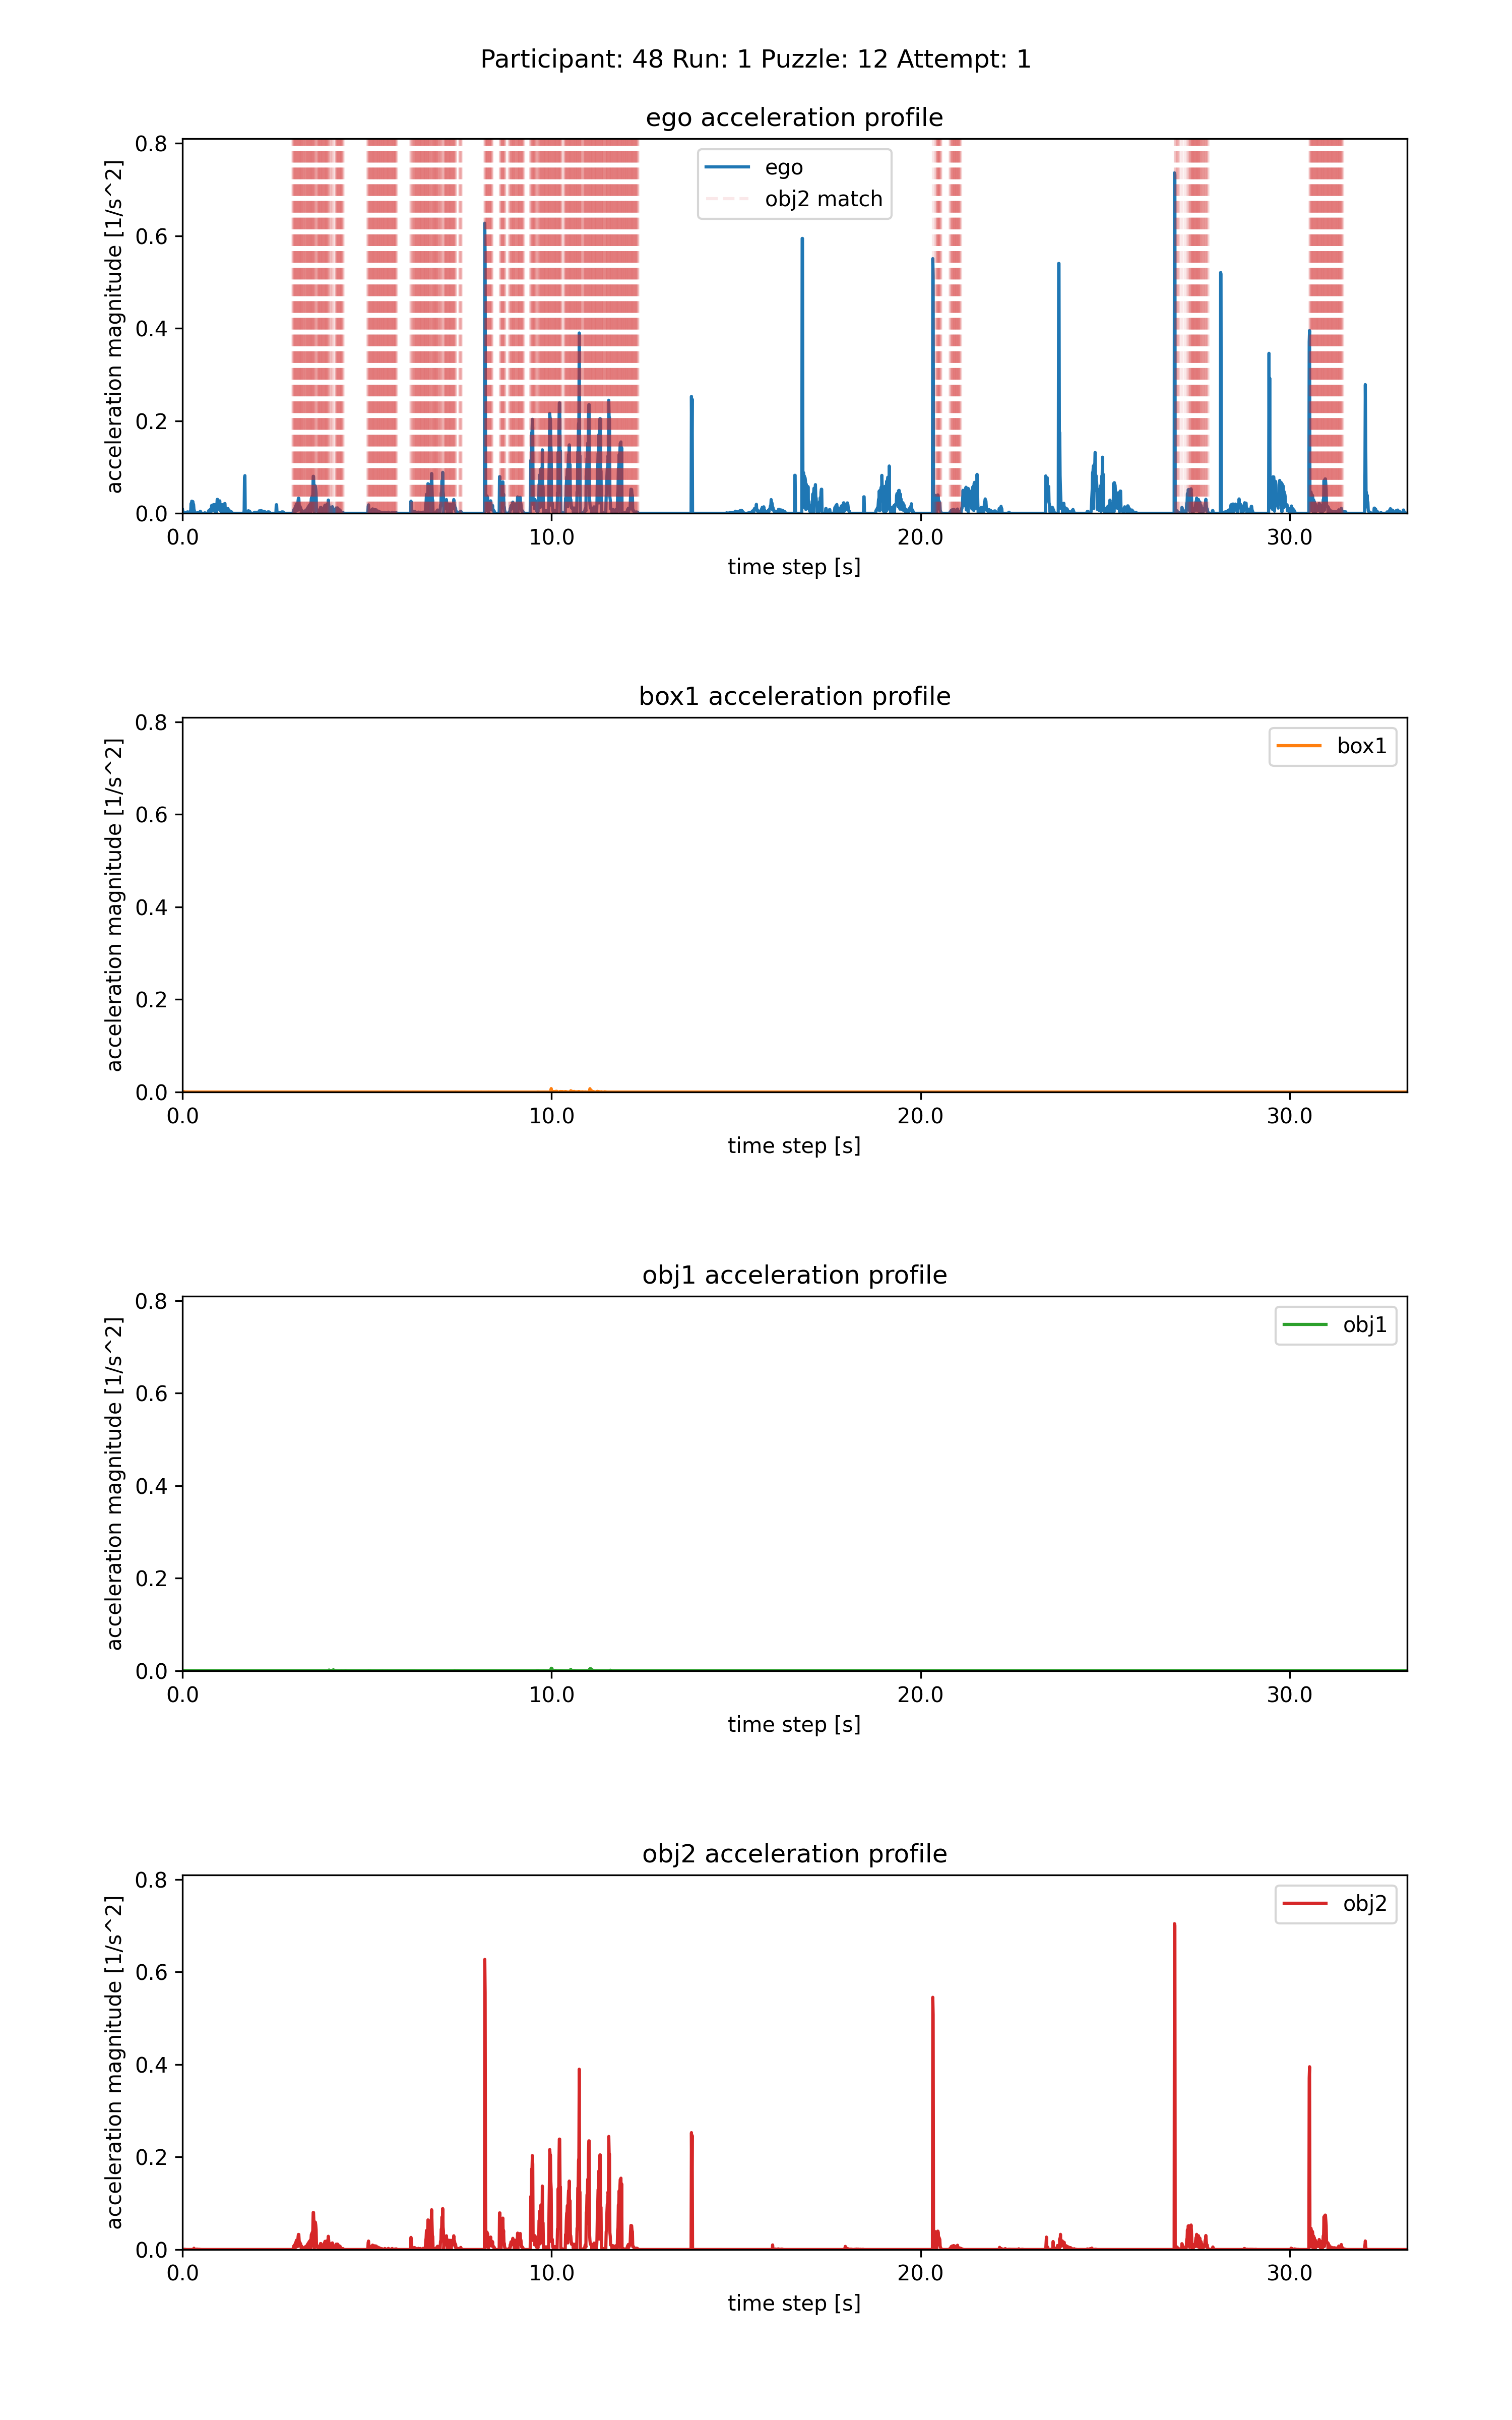 Participant: 48 Run: 1 Puzzle: 12 Attempt: 1
ego acceleration profile
acceleration magnitude [1/s^2]
0.8
0.6
0.4
0.2
0.0
ego
obj2 match
0.0 10.0 20.0 30.0
time step [s]
box1 acceleration profile
acceleration magnitude [1/s^2]
0.8
0.6
0.4
0.2
0.0
box1
0.0 10.0 20.0 30.0
time step [s]
obj1 acceleration profile
acceleration magnitude [1/s^2]
0.8
0.6
0.4
0.2
0.0
obj1
0.0 10.0 20.0 30.0
time step [s]
obj2 acceleration profile
acceleration magnitude [1/s^2]
0.8
0.6
0.4
0.2
0.0
obj2
0.0 10.0 20.0 30.0
time step [s]